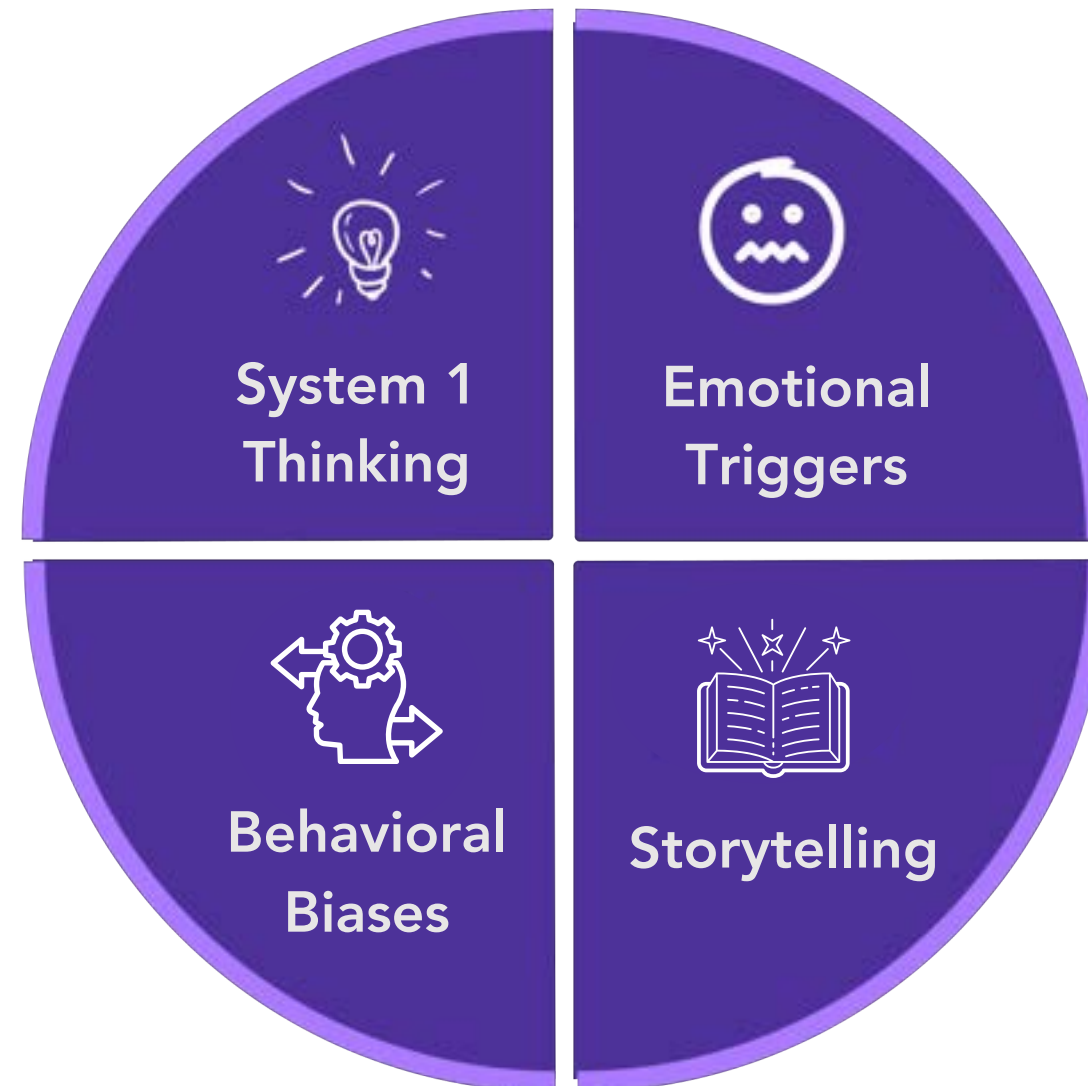 System 1
Thinking
Emotional
Triggers
Behavioral
Biases
Storytelling